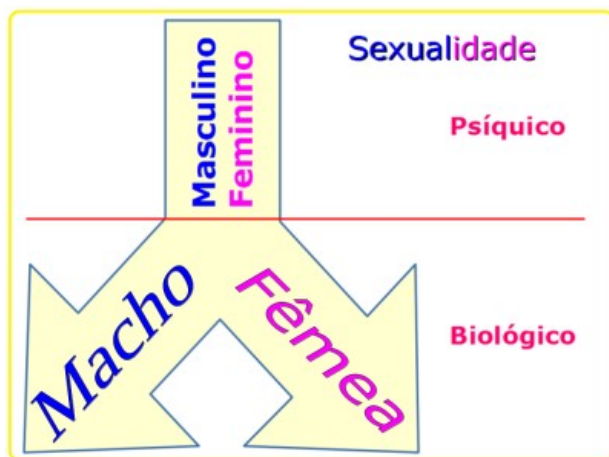 Sexualidade
Masculino
Feminino
Psíquico
Macho
Fêmea
Biológico